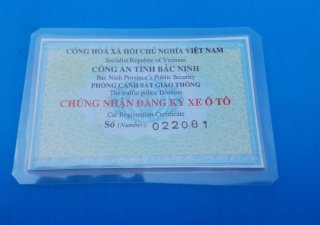 CỘNG HOÀ XÃ HỘI CHỦ NGHĨA VIỆT NAM
Socialist Republic of Vietnam
CÔNG AN TỈNH BẮC NINH
Bac Ninh Province's Public Security
PHÒNG CẢNH SÁT GIAO THÔNG
The traffic police Division
CHỨNG NHẬN ĐĂNG KÝ XE Ô TÔ
Car Registration Certificate
Số (Number): 022081